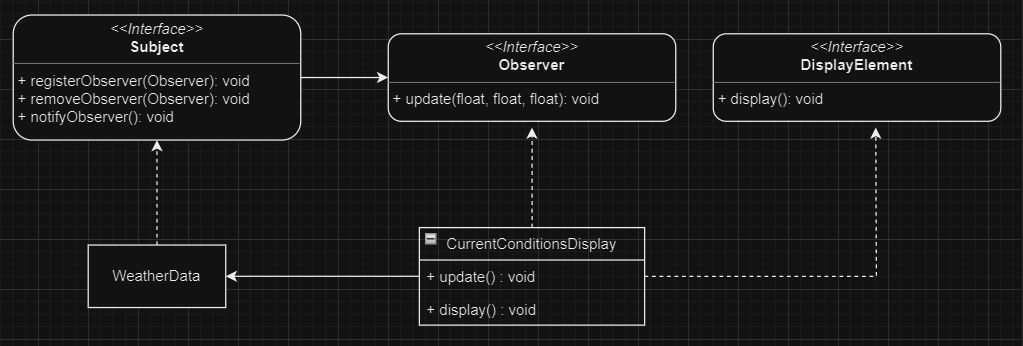 <<Interface>>
Subject
+ registerObserver(Observer): void
+ removeObserver(Observer): void
+ notifyObserver(): void
<<Interface>>
Observer
+ update(float, float, float): void
<<Interface>>
DisplayElement
+ display(): void
WeatherData
CurrentConditionsDisplay
+ update() : void
+ display() : void